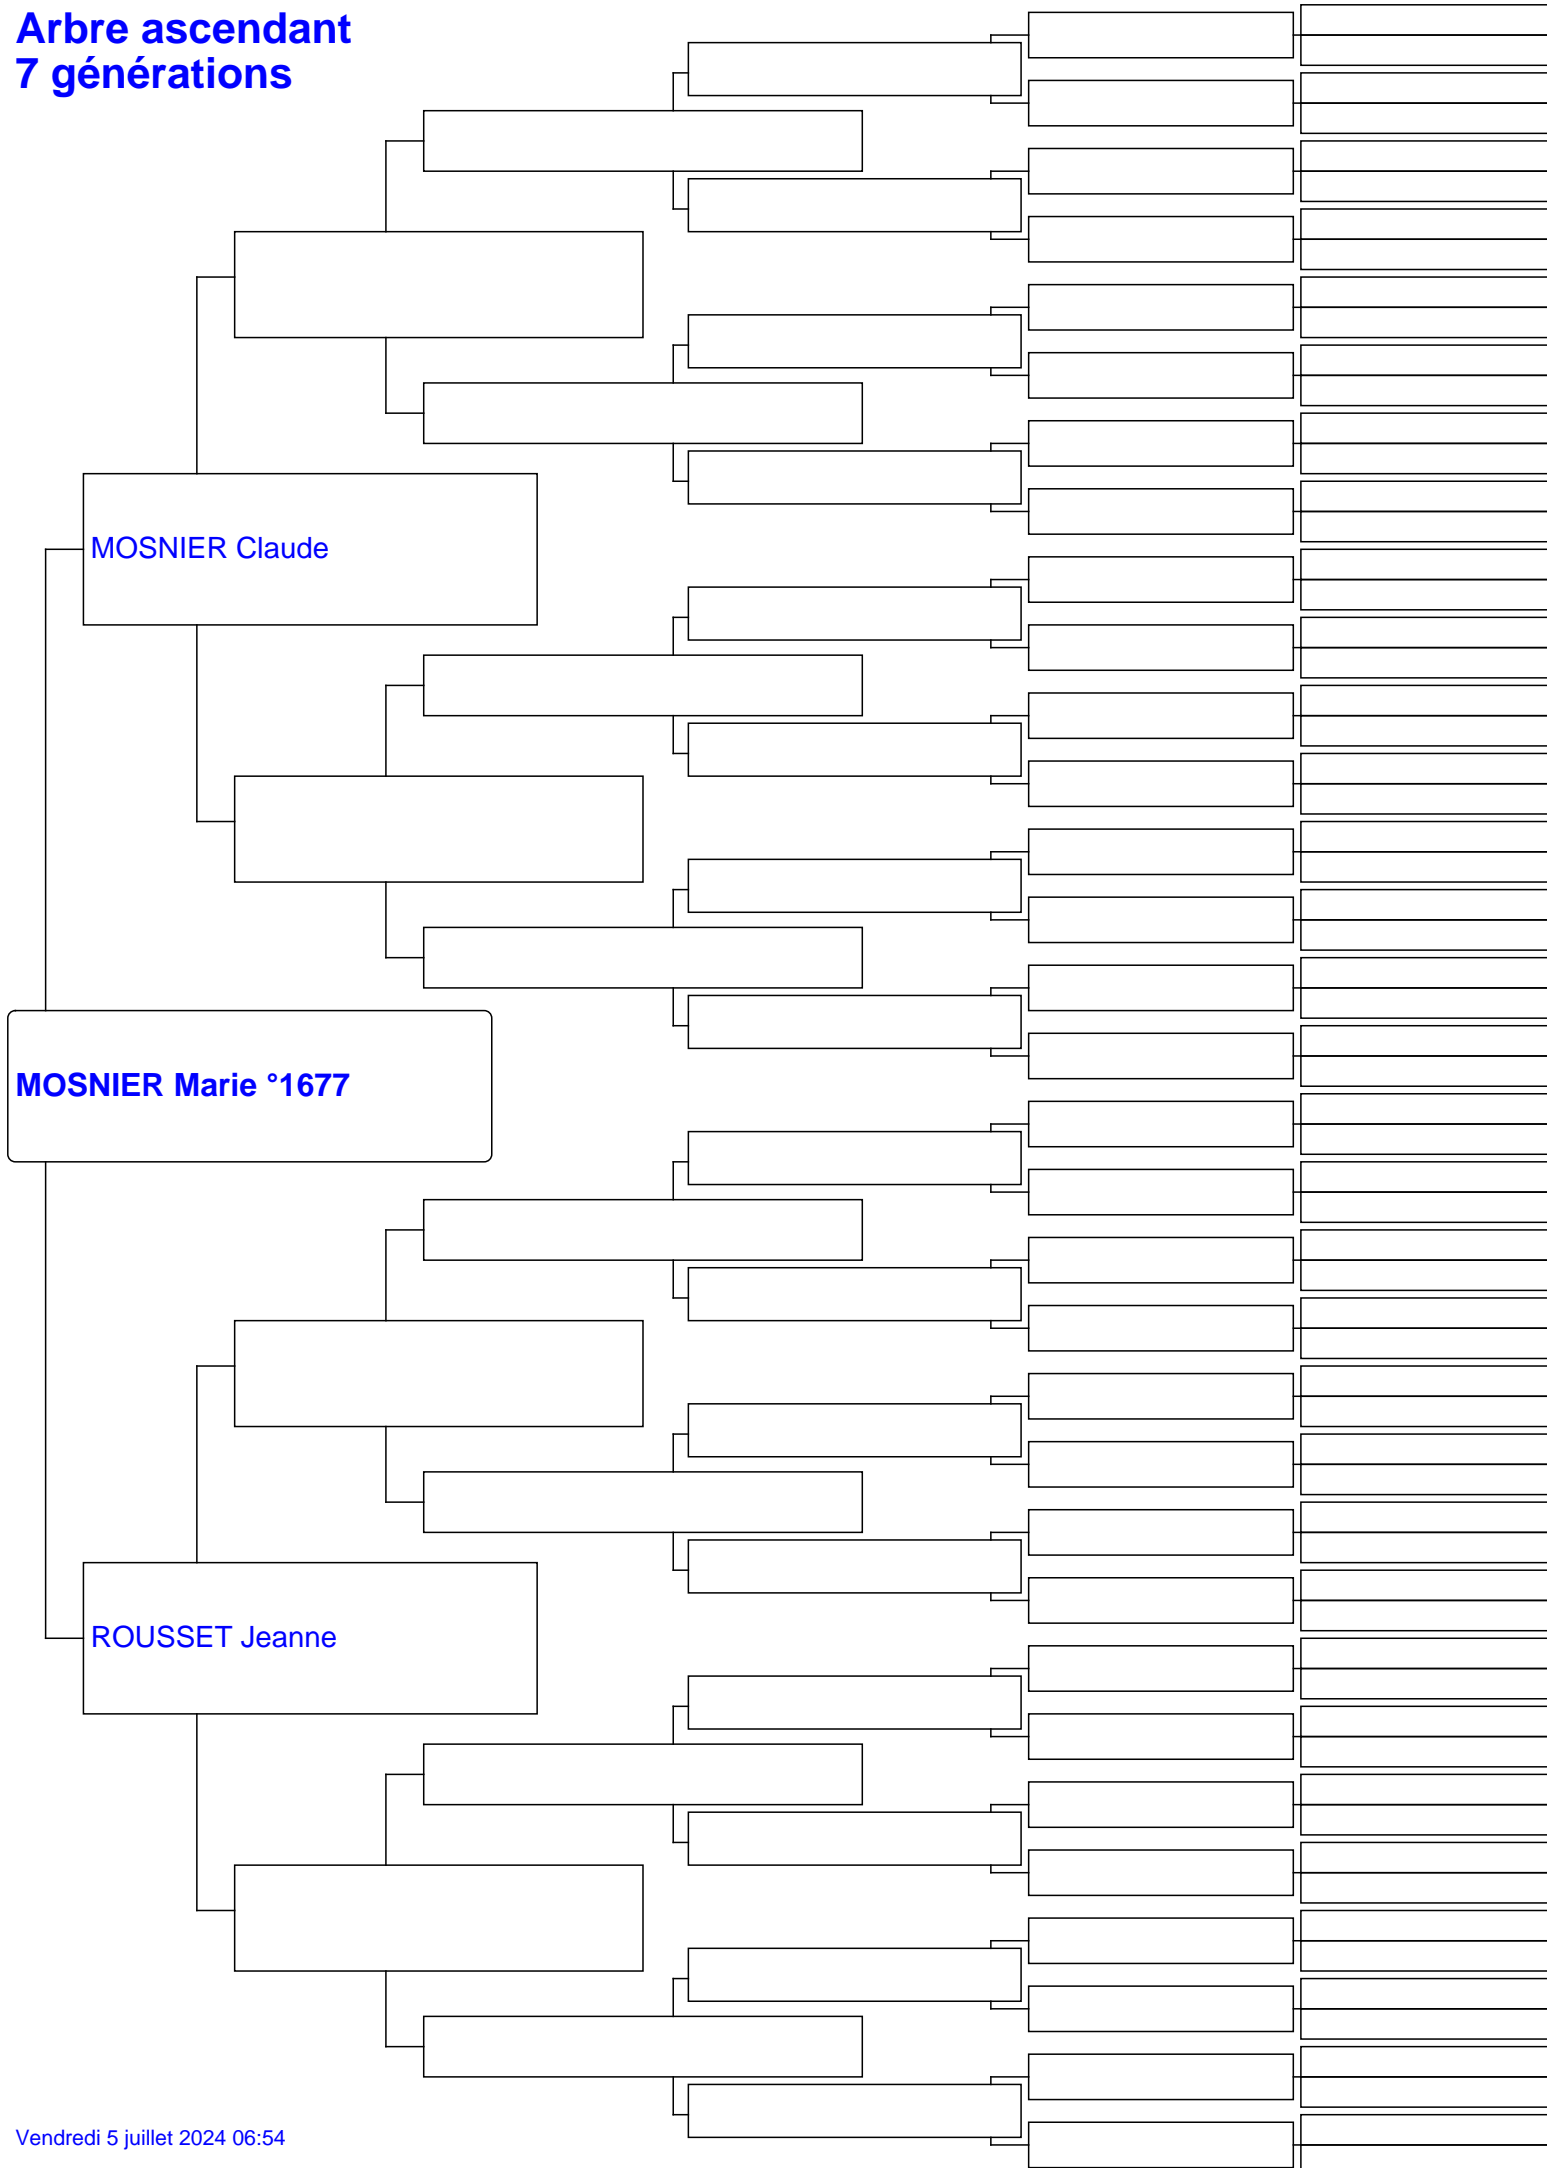 Arbre ascendant
7 générations
MOSNIER Claude
MOSNIER Marie °1677
ROUSSET Jeanne
Vendredi 5 juillet 2024 06:54